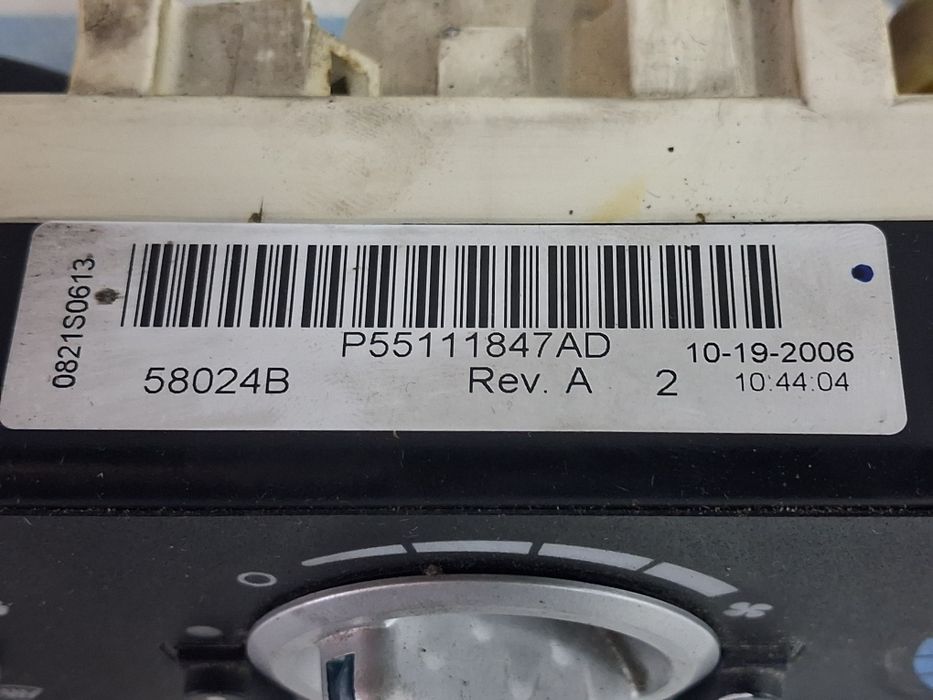 0821S0613
P55111847AD
10-19-2006
58024B
Rev. A
2
10:44:04